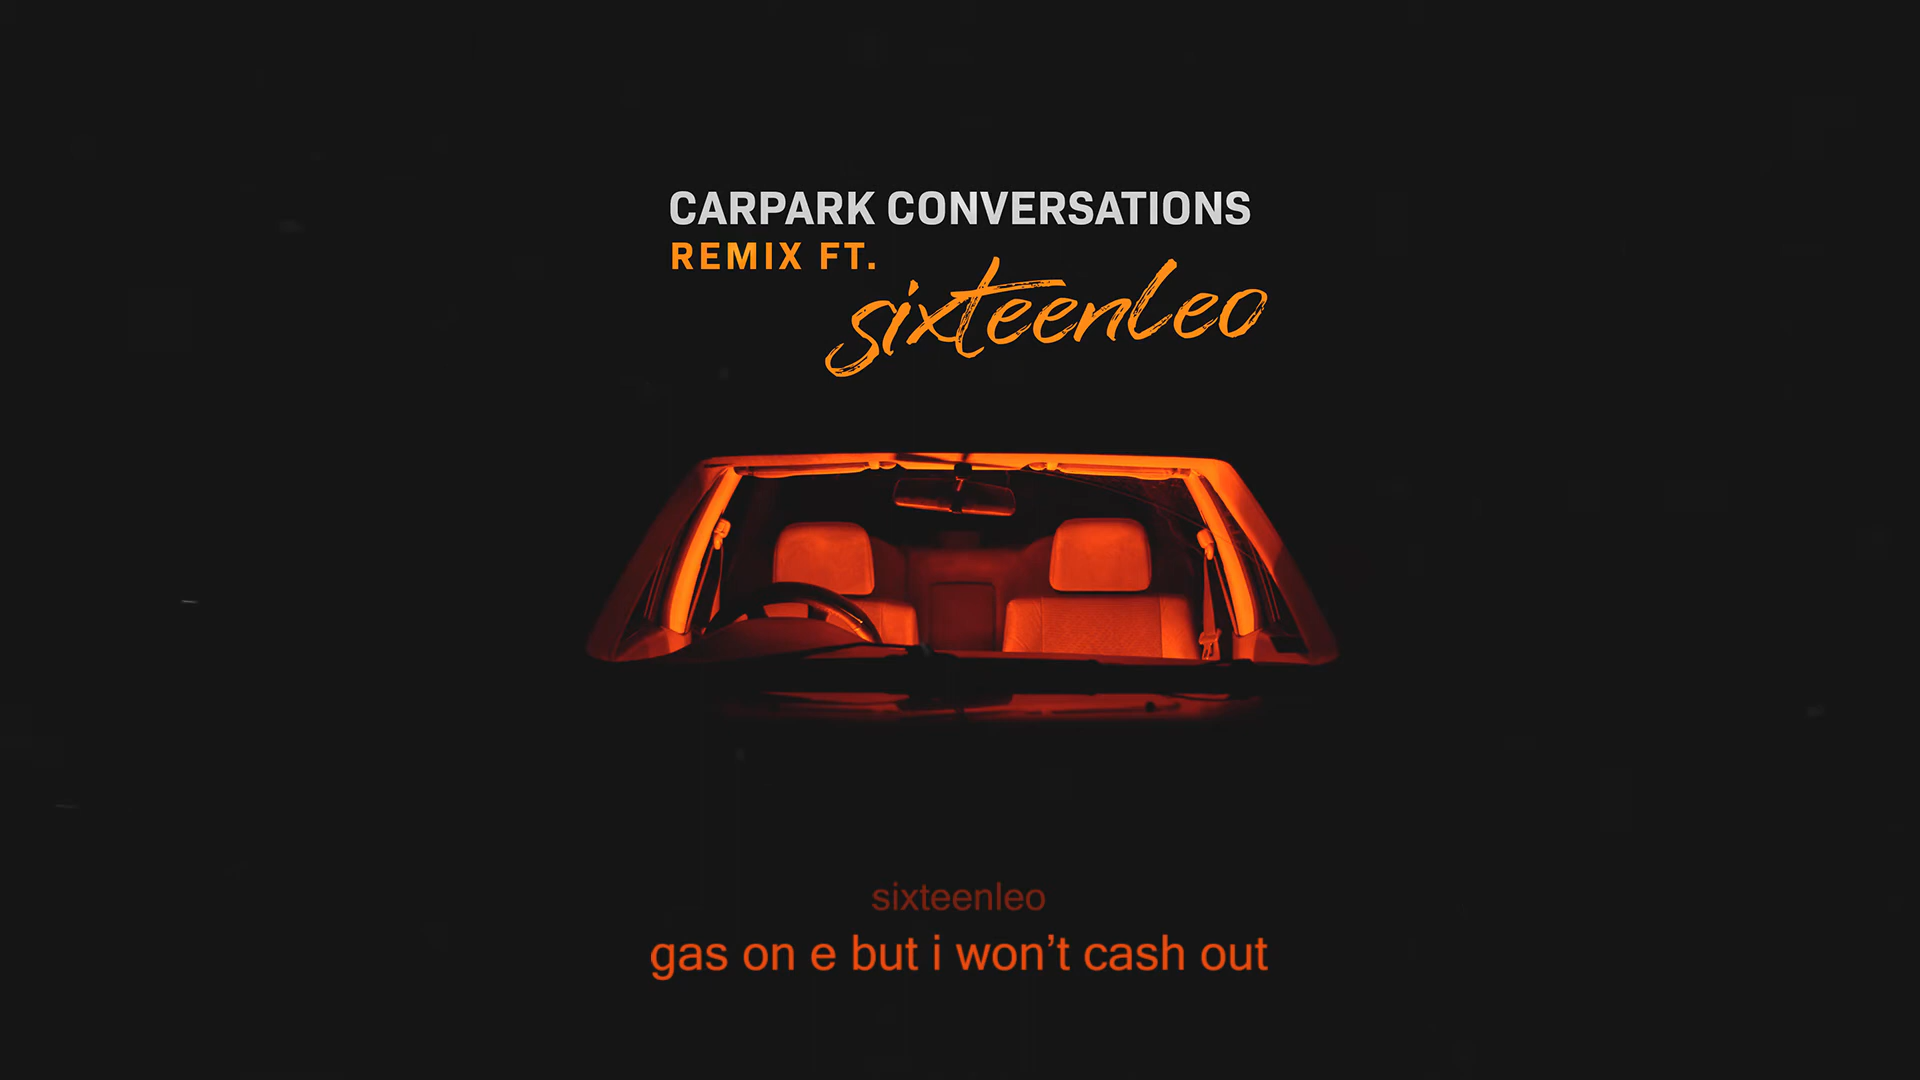 CARPARK CONVERSATIONS
REMIX FT.
sixteenleo
sixteenleo
gas on e but i won’t cash out